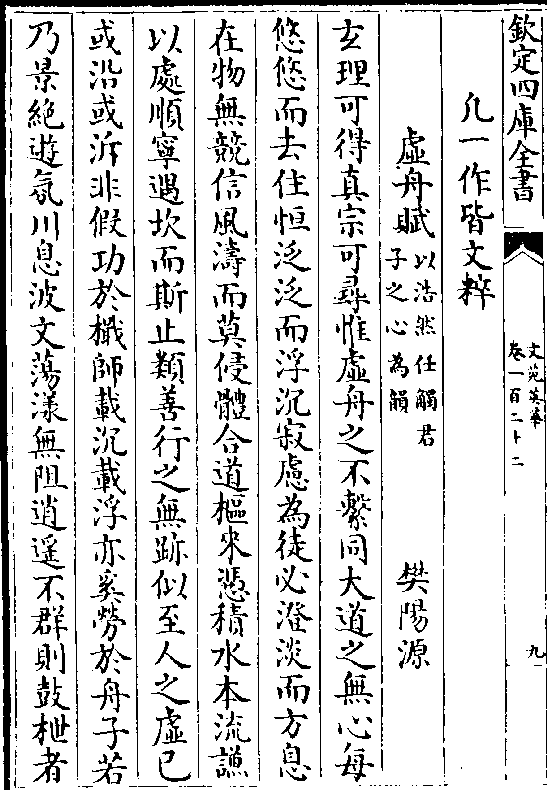 欽定四庫全書
文苑英華
卷一百二十二
九
凡一作皆文粹
虛舟賦以浩然任觸君子之心為韻 樊陽源
玄理可得真宗可尋惟虛舟之不繫同大道之無心每
悠悠而去住恒泛泛而浮沉寂慮為徒必澄淡而方息
在物無競信風濤而莫侵體合道樞來憑積水本流謙
以處順寧遇坎而斯止類善行之無跡似至人之虛已
或沿或泝非假功於檝師載沉載浮亦奚勞於舟子若
乃景絕遊氛川息波文蕩漾無阻逍遥不群則鼓枻者